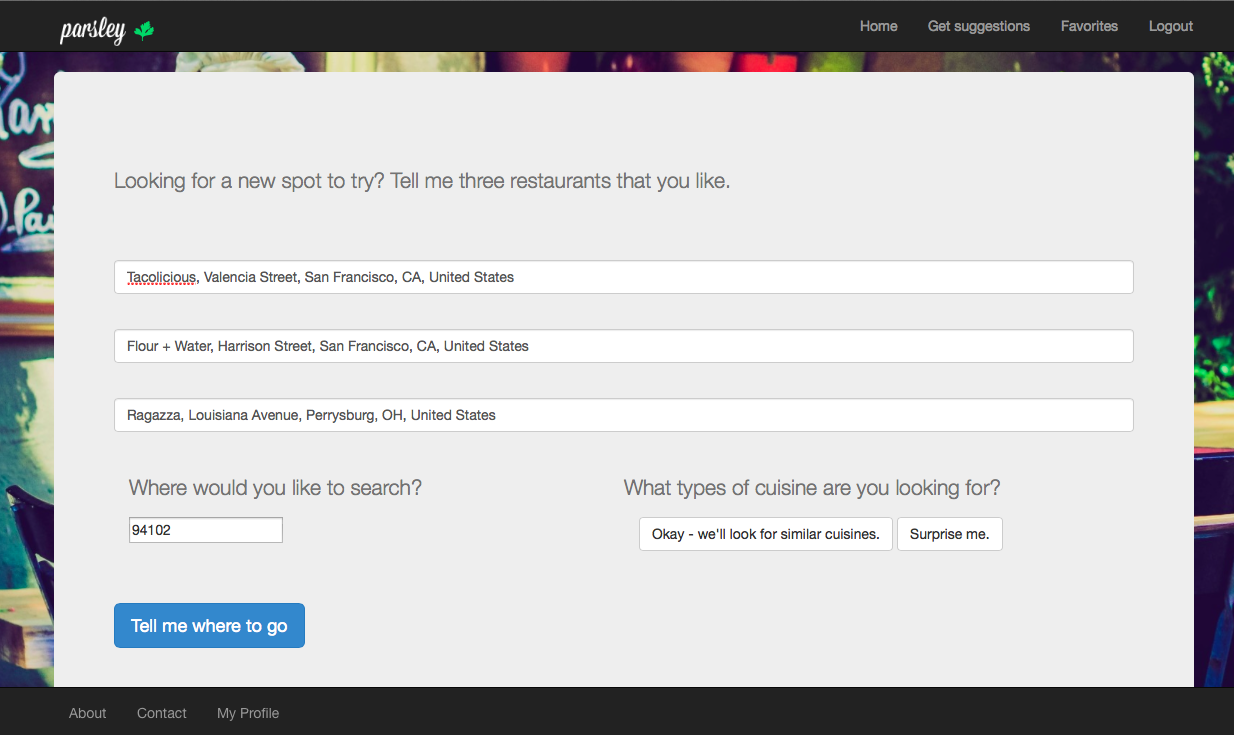 parsley
Home Get suggestions Favorites Logout
Looking for a new spot to try? Tell me three restaurants that you like.
Tacolicious, Valencia Street, San Francisco, CA, United States
Flour + Water, Harrison Street, San Francisco, CA, United States
Ragazza, Louisiana Avenue, Perrysburg, OH, United States
Where would you like to search? What types of cuisine are you looking for?
94102 Okay - we'll look for similar cuisines. Surprise me.
Tell me where to go
About Contact My Profile